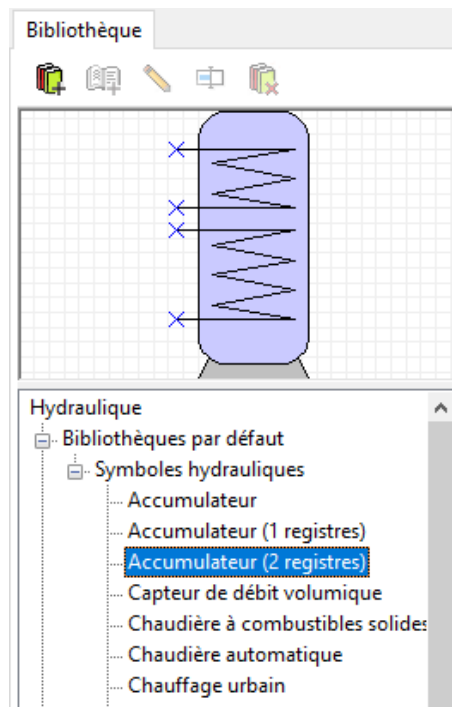 Bibliothèque
Hydraulique
Bibliothèques par défaut
Symboles hydrauliques
Accumulateur
Accumulateur (1 registres)
Accumulateur (2 registres)
Capteur de débit volumique
Chaudière à combustibles solides
Chaudière automatique
Chauffage urbain